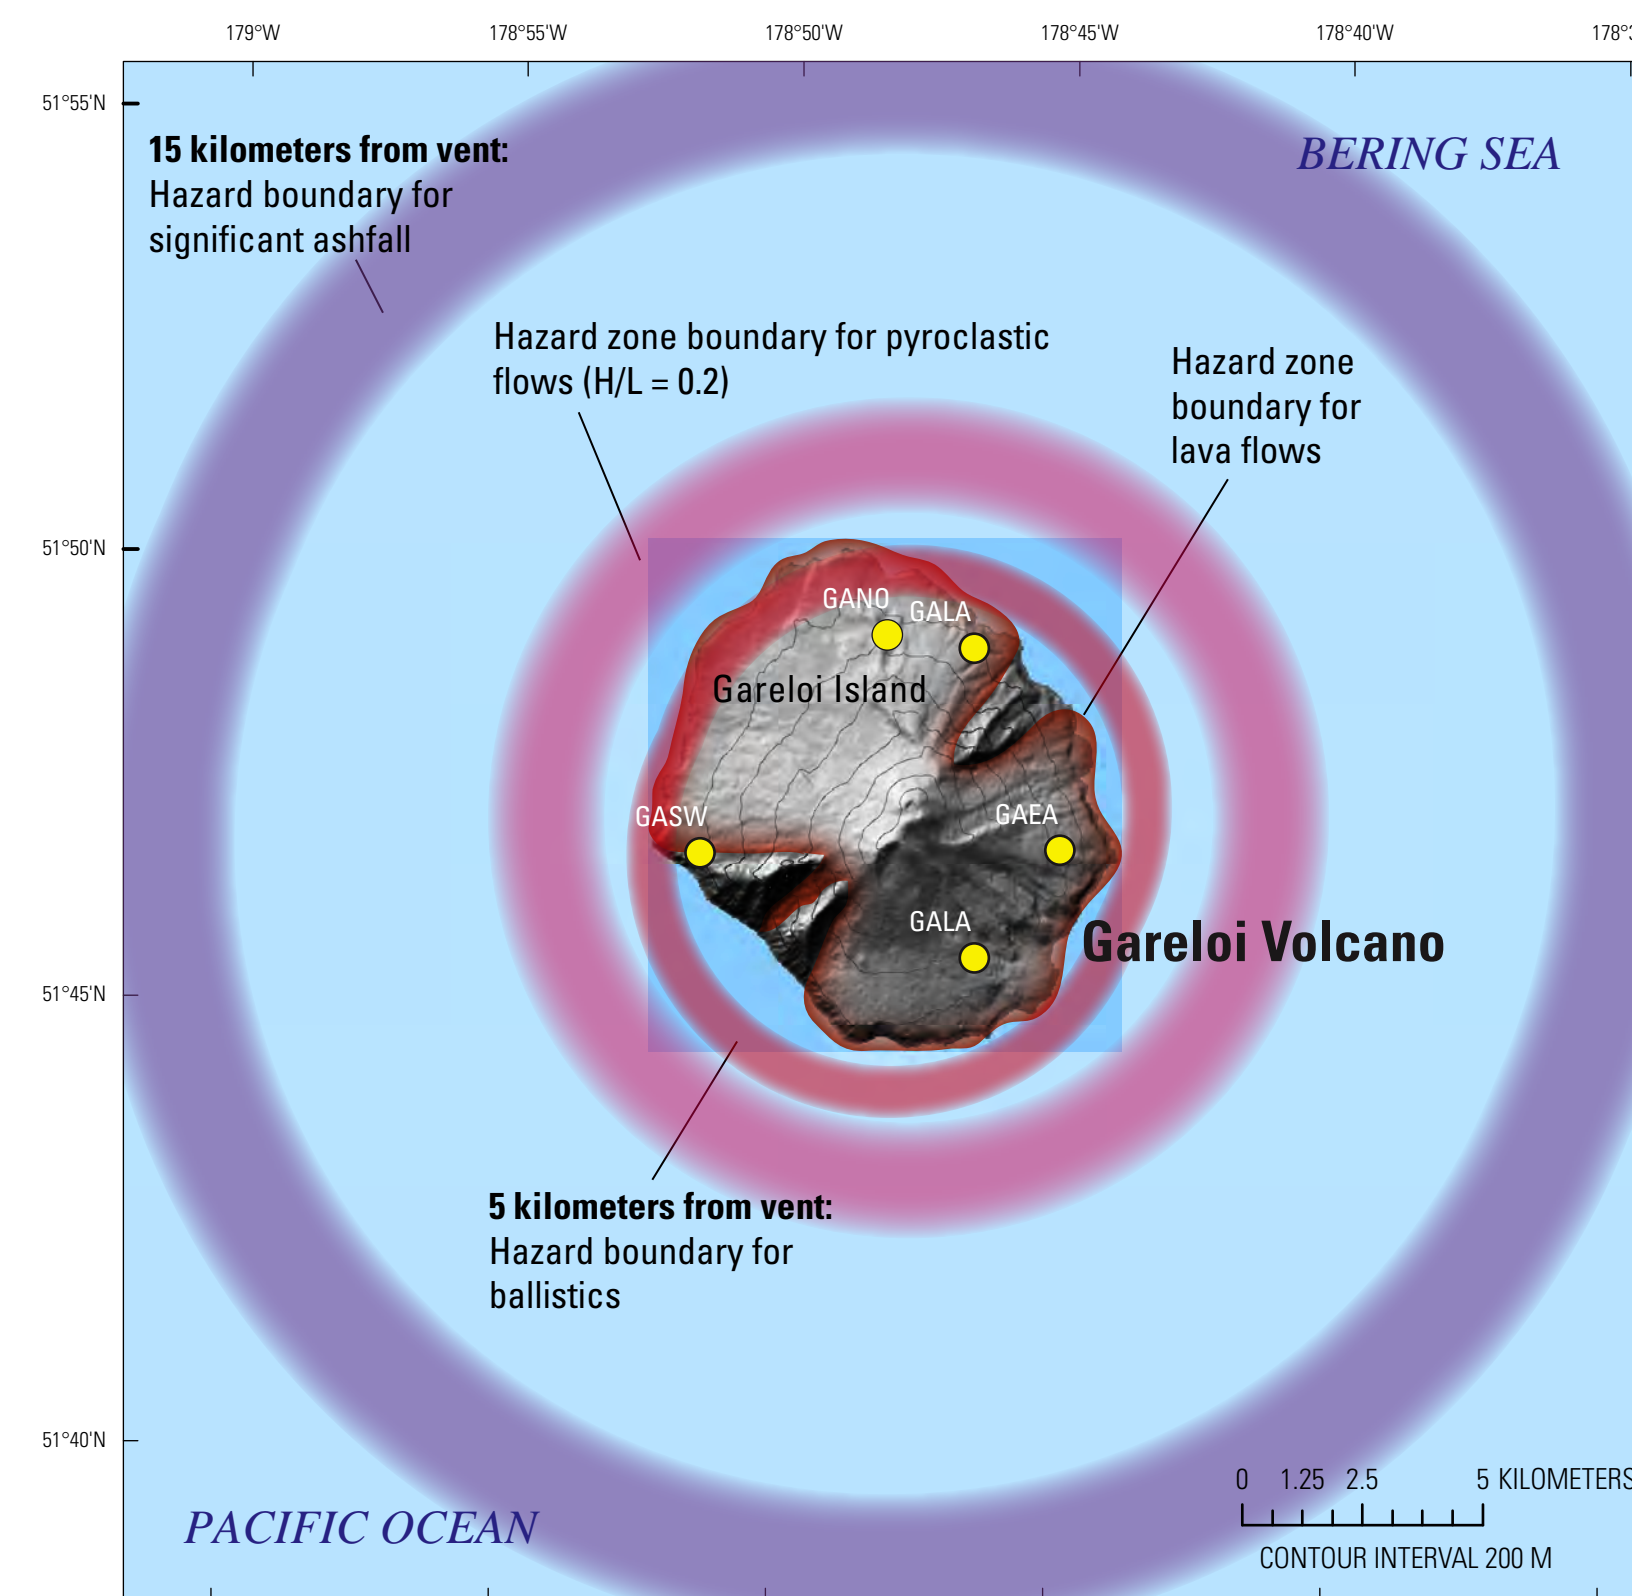 179°W 178°55'W 178°50'W 178°45'W 178°40'W
51°55'N
15 kilometers from vent:
Hazard boundary for
significant ashfall
BERING SEA
Hazard zone boundary for pyroclastic
flows (H/L = 0.2)
Hazard zone
boundary for
lava flows
51°50'N
GANO
GALA
Gareloi Island
GASW
GAEA
GALA
Gareloi Volcano
51°45'N
5 kilometers from vent:
Hazard boundary for
ballistics
51°40'N
0 1.25 2.5 5 KILOMETERS
CONTOUR INTERVAL 200 M
PACIFIC OCEAN